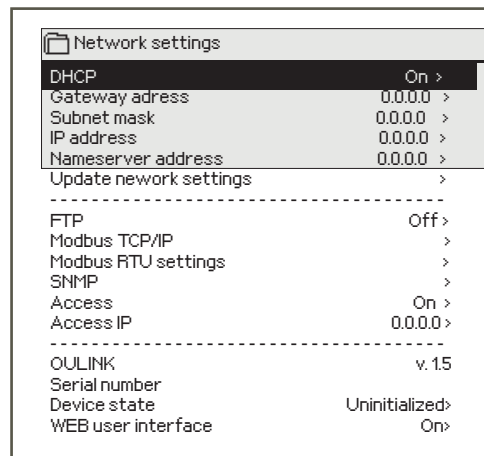 Network settings
DHCP On >
Gateway adress 0.0.0.0 >
Subnet mask 0.0.0.0 >
IP address 0.0.0.0 >
Nameserver address 0.0.0.0 >
Update nework settings >
FTP Off >
Modbus TCP/IP >
Modbus RTU settings >
SNMP >
Access On >
Access IP 0.0.0.0 >
OULINK v. 1.5
Serial number
Device state Uninitialized>
WEB user interface On>